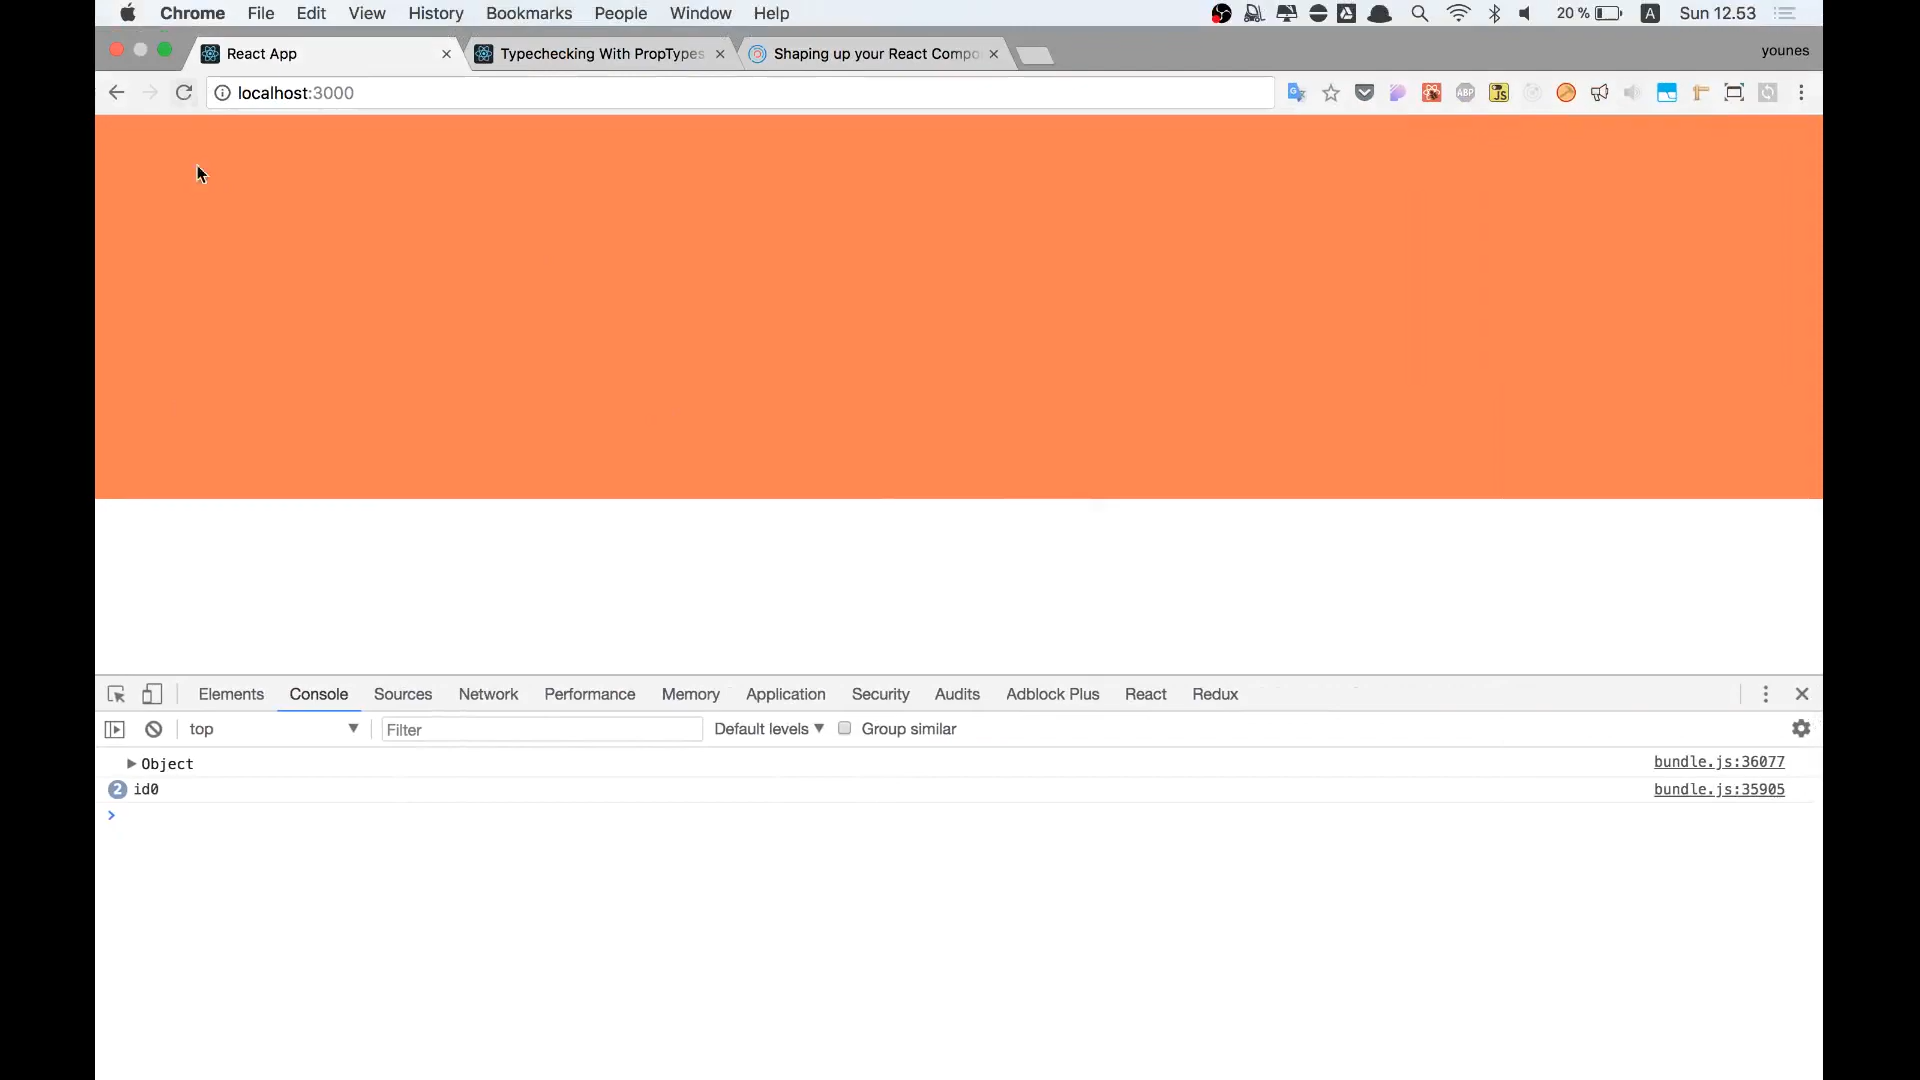 Chrome File Edit View History Bookmarks People Window Help 20 % A Sun 12.53
React App Typechecking With PropTypes Shaping up your React Compo younes
localhost:3000 ABP JS
Elements Console Sources Network Performance Memory Application Security Audits Adblock Plus React Redux
top Filter Default levels Group similar
Object bundle.js:36077
2 id0 bundle.js:35905